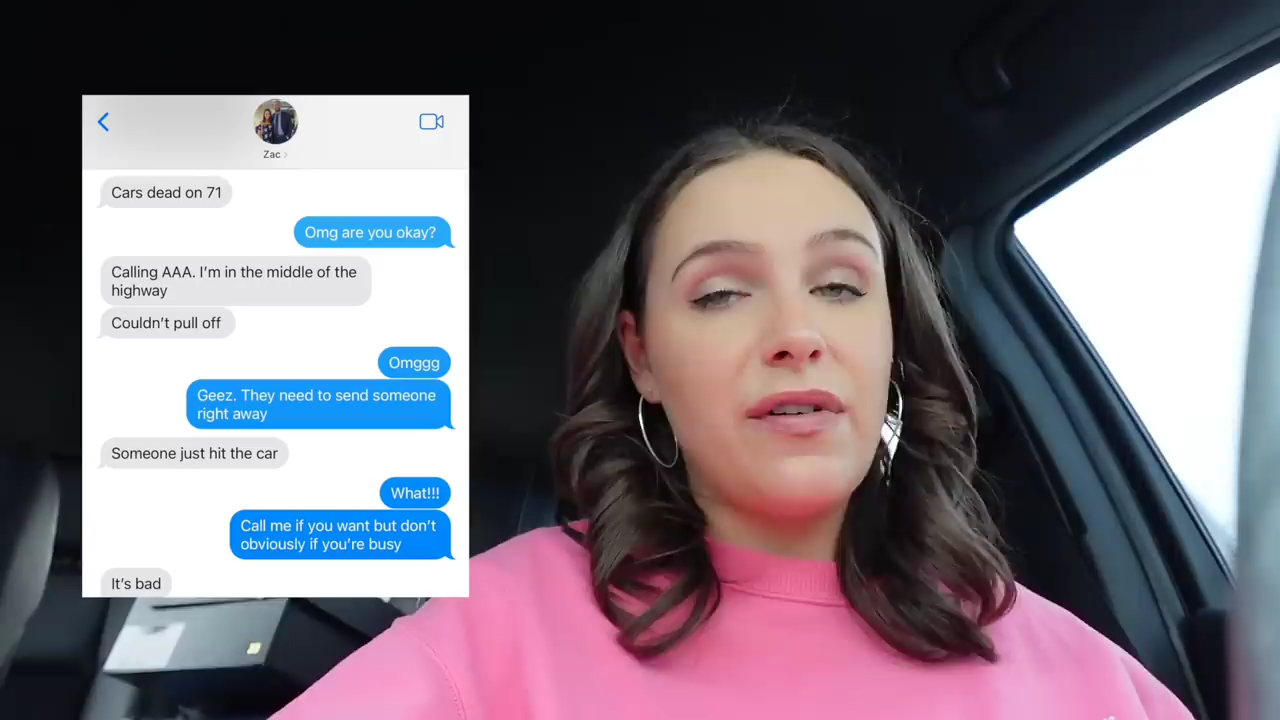 Zac
Cars dead on 71
Omg are you okay?
Calling AAA. I'm in the middle of the
highway
Couldn't pull off
Omggg
Geez. They need to send someone
right away
Someone just hit the car
What!!!
Call me if you want but don't
obviously if you're busy
It's bad